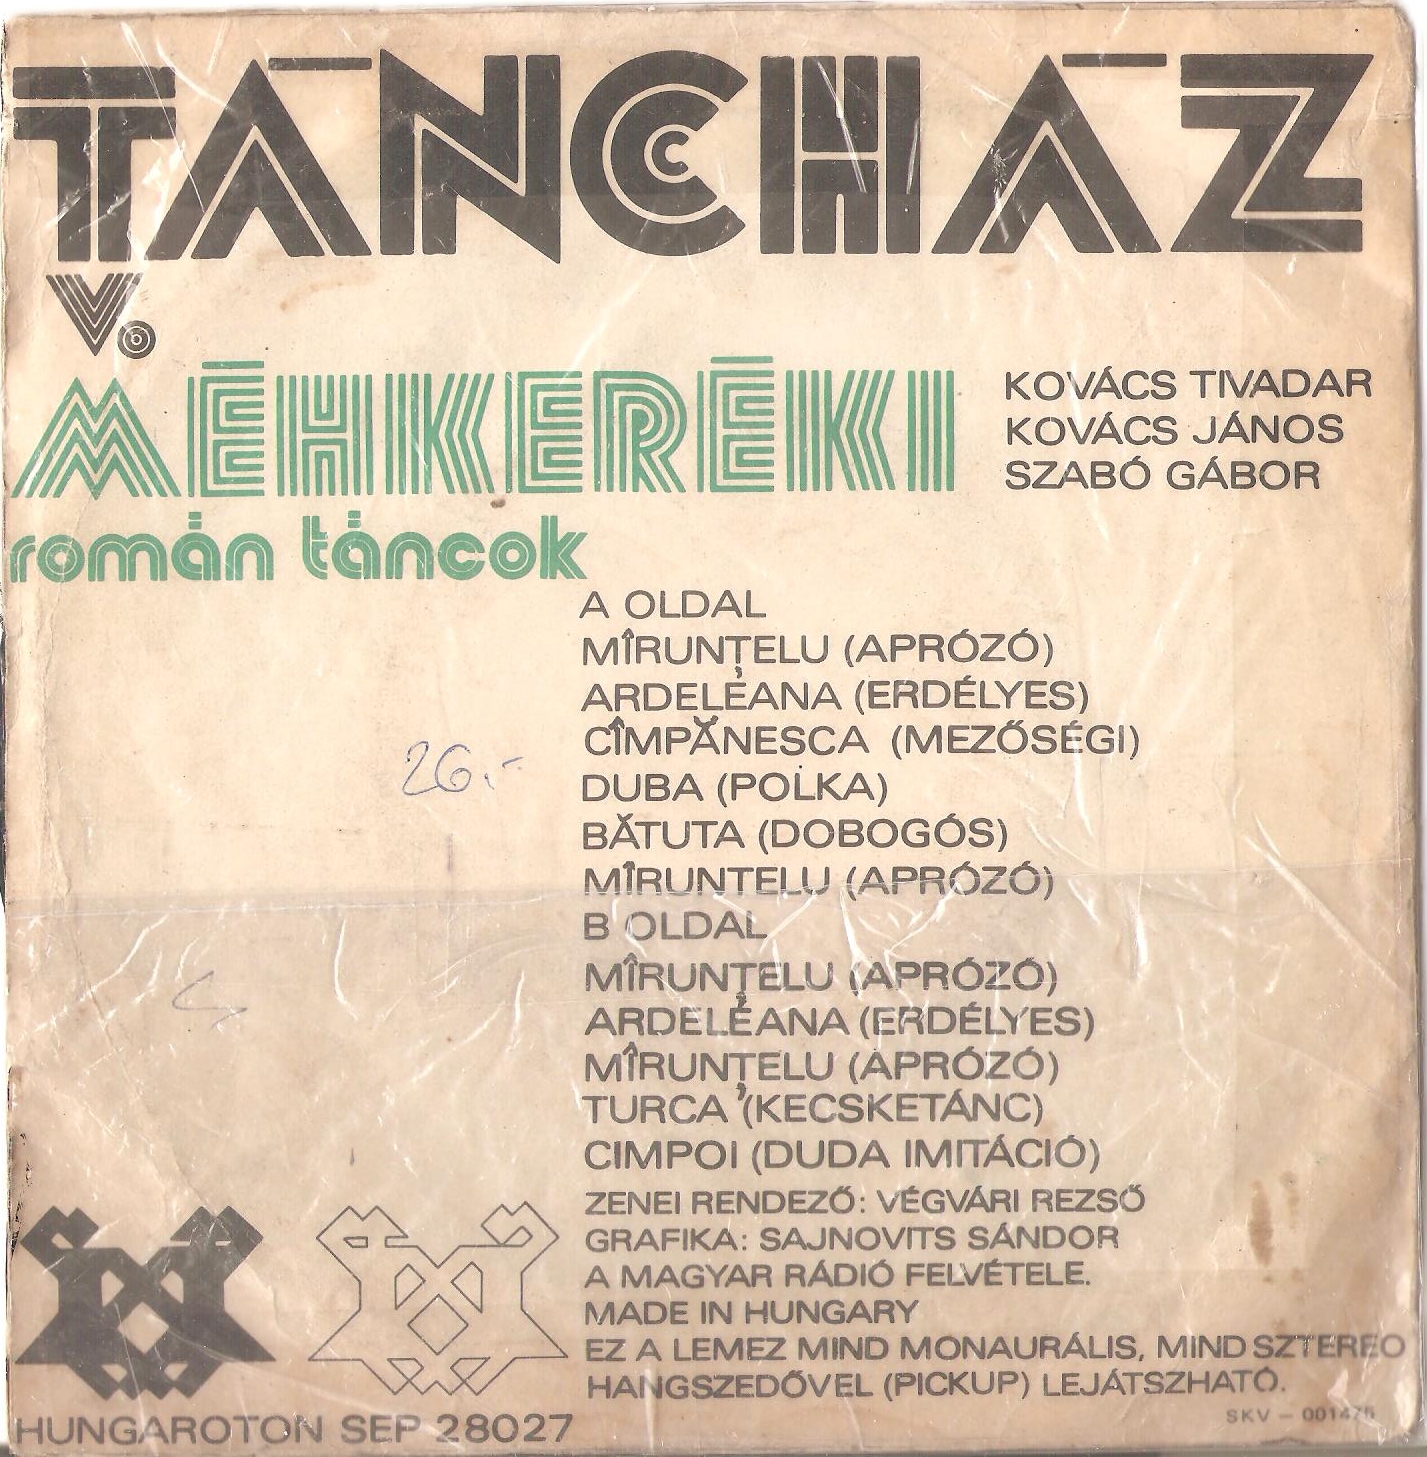 TÁNCHÁZ
V.
MÉHKERÉKI
román táncok
KOVÁCS TIVADAR
KOVÁCS JÁNOS
SZABÓ GÁBOR
A OLDAL
MÎRUNȚELU (APRÓZÓ)
ARDELEANA (ERDÉLYES)
CÎMPĂNESCA (MEZŐSÉGI)
DUBA (POLKA)
BĂTUTA (DOBOGÓS)
MÎRUNTELU (APRÓZÓ)
B OLDAL
MÎRUNȚELU (APRÓZÓ)
ARDELEANA (ERDÉLYES)
MÎRUNȚELU (APRÓZÓ)
TURCA (KECSKETÁNC)
CIMPOI (DUDA IMITÁCIÓ)
26.-
ZENEI RENDEZŐ: VÉGVÁRI REZSŐ
GRAFIKA: SAJNOVITS SÁNDOR
A MAGYAR RÁDIÓ FELVÉTELE.
MADE IN HUNGARY
EZ A LEMEZ MIND MONAURÁLIS, MIND SZTEREO
HANGSZEDŐVEL (PICKUP) LEJÁTSZHATÓ.
SKV – 001475
HUNGAROTON SEP 28027